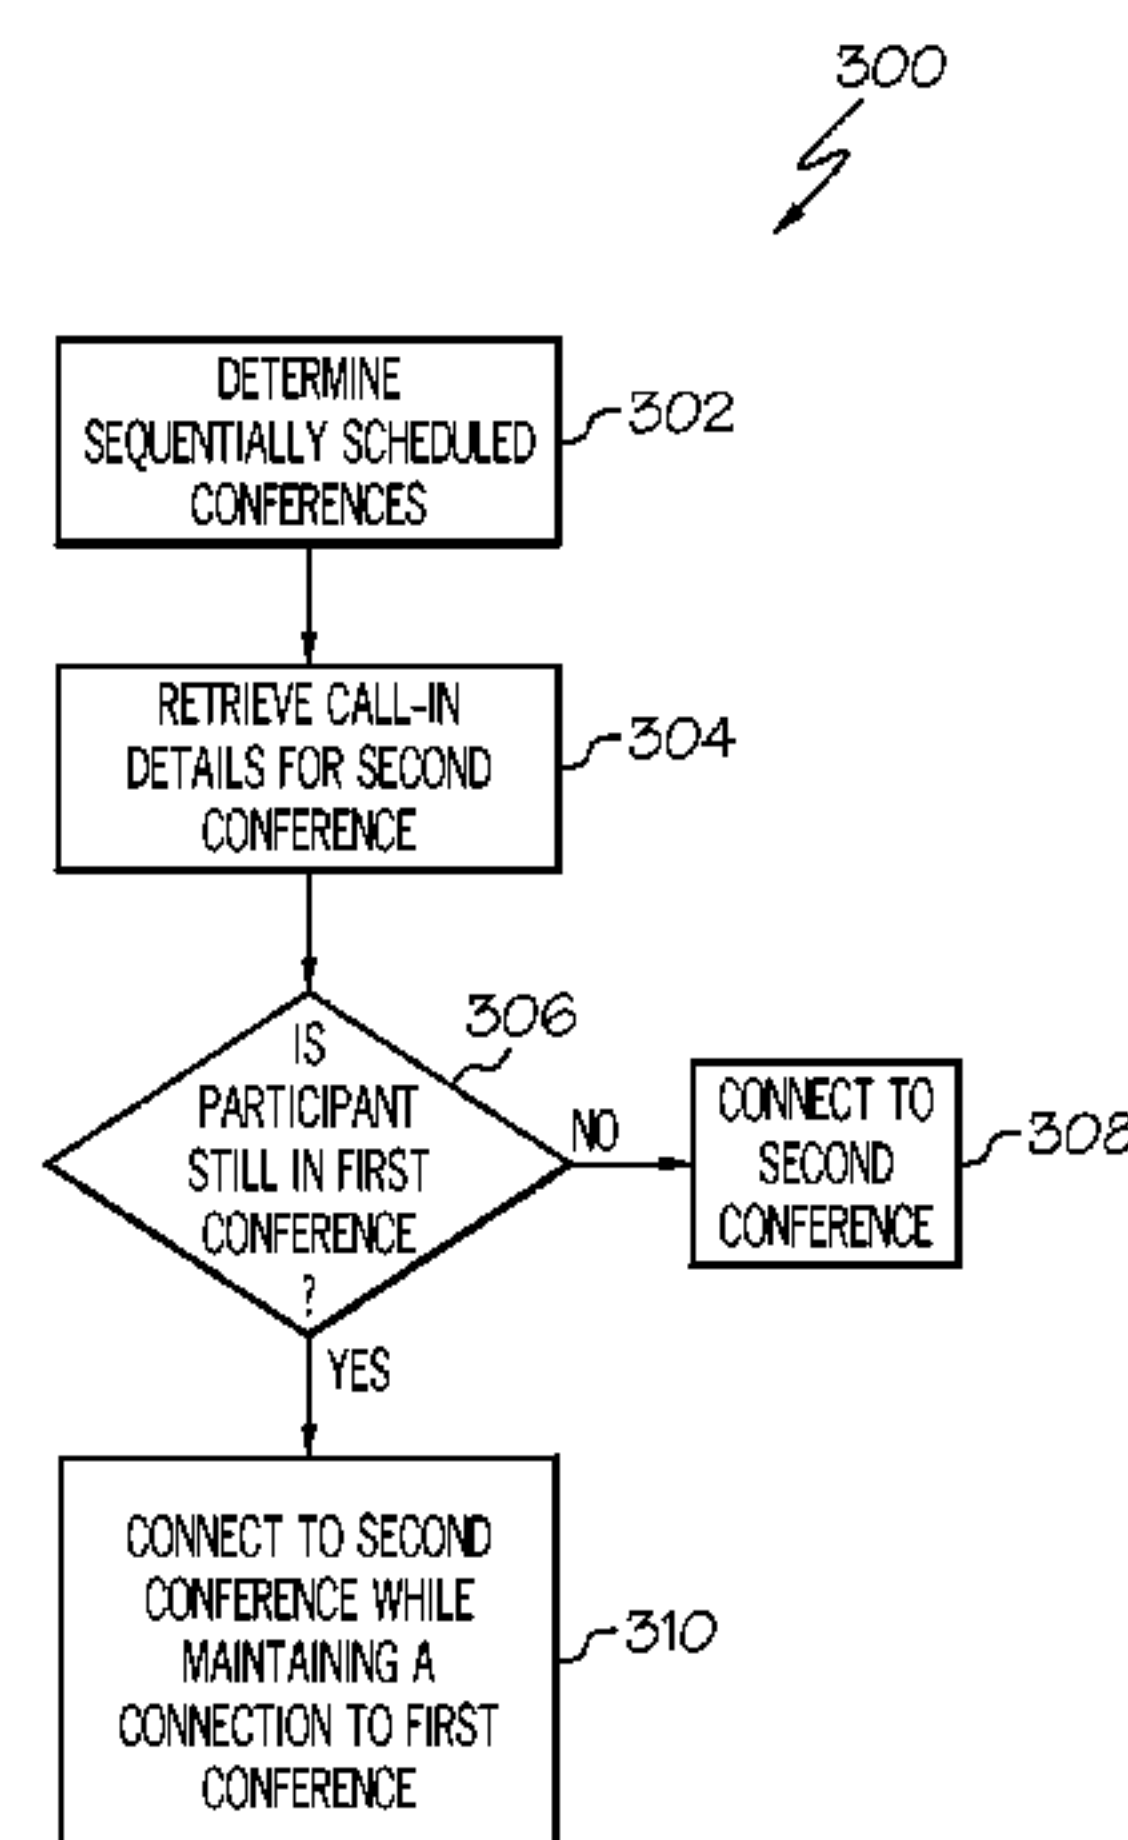 300
DETERMINE
SEQUENTIALLY SCHEDULED
CONFERENCES
302
RETRIEVE CALL-IN
DETAILS FOR SECOND
CONFERENCE
304
IS
PARTICIPANT
STILL IN FIRST
CONFERENCE
?
306
NO
CONNECT TO
SECOND
CONFERENCE
308
YES
CONNECT TO SECOND
CONFERENCE WHILE
MAINTAINING A
CONNECTION TO FIRST
CONFERENCE
310